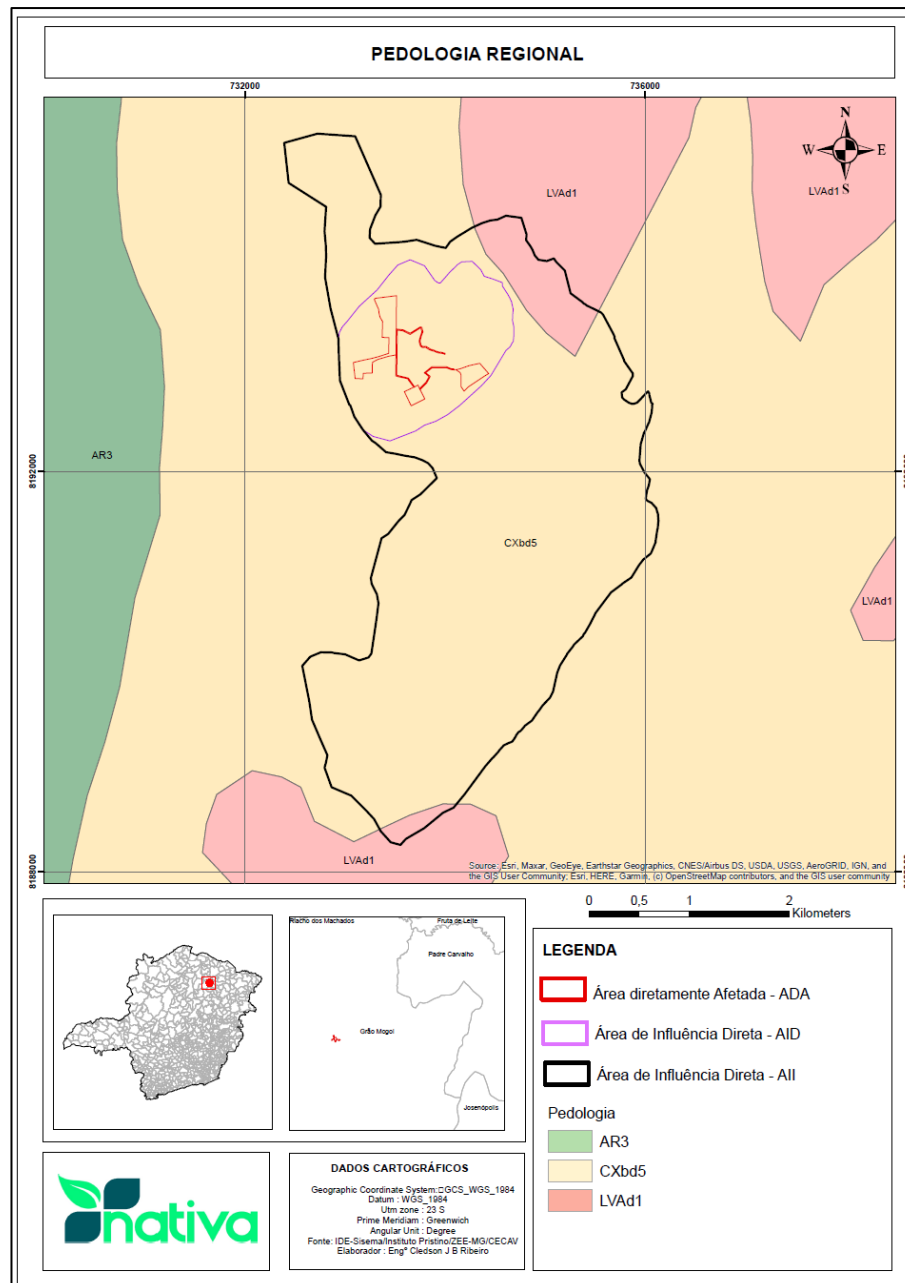 PEDOLOGIA REGIONAL
732000
736000
N
W
E
S
LVAd1
LVAd1
AR3
8192000
CXbd5
LVAd1
LVAd1
8188000
Source: Esri, Maxar, GeoEye, Earthstar Geographics, CNES/Airbus DS, USDA, USGS, AeroGRID, IGN, and
the GIS User Community; Esri, HERE, Garmin, (c) OpenStreetMap contributors, and the GIS user community
0
0,5
1
2
Kilometers
Riacho dos Machados
Fruta de Leite
Padre Carvalho
Grão Mogol
Josenópolis
LEGENDA
Área diretamente Afetada - ADA
Área de Influência Direta - AID
Área de Influência Direta - AII
Pedologia
AR3
CXbd5
LVAd1
nativa
DADOS CARTOGRÁFICOS
Geographic Coordinate System:□GCS_WGS_1984
Datum : WGS_1984
Utm zone : 23 S
Prime Meridiam : Greenwich
Angular Unit : Degree
Fonte: IDE-Sisema/Instituto Pristino/ZEE-MG/CECAV
Elaborador : Engº Cledson J B Ribeiro